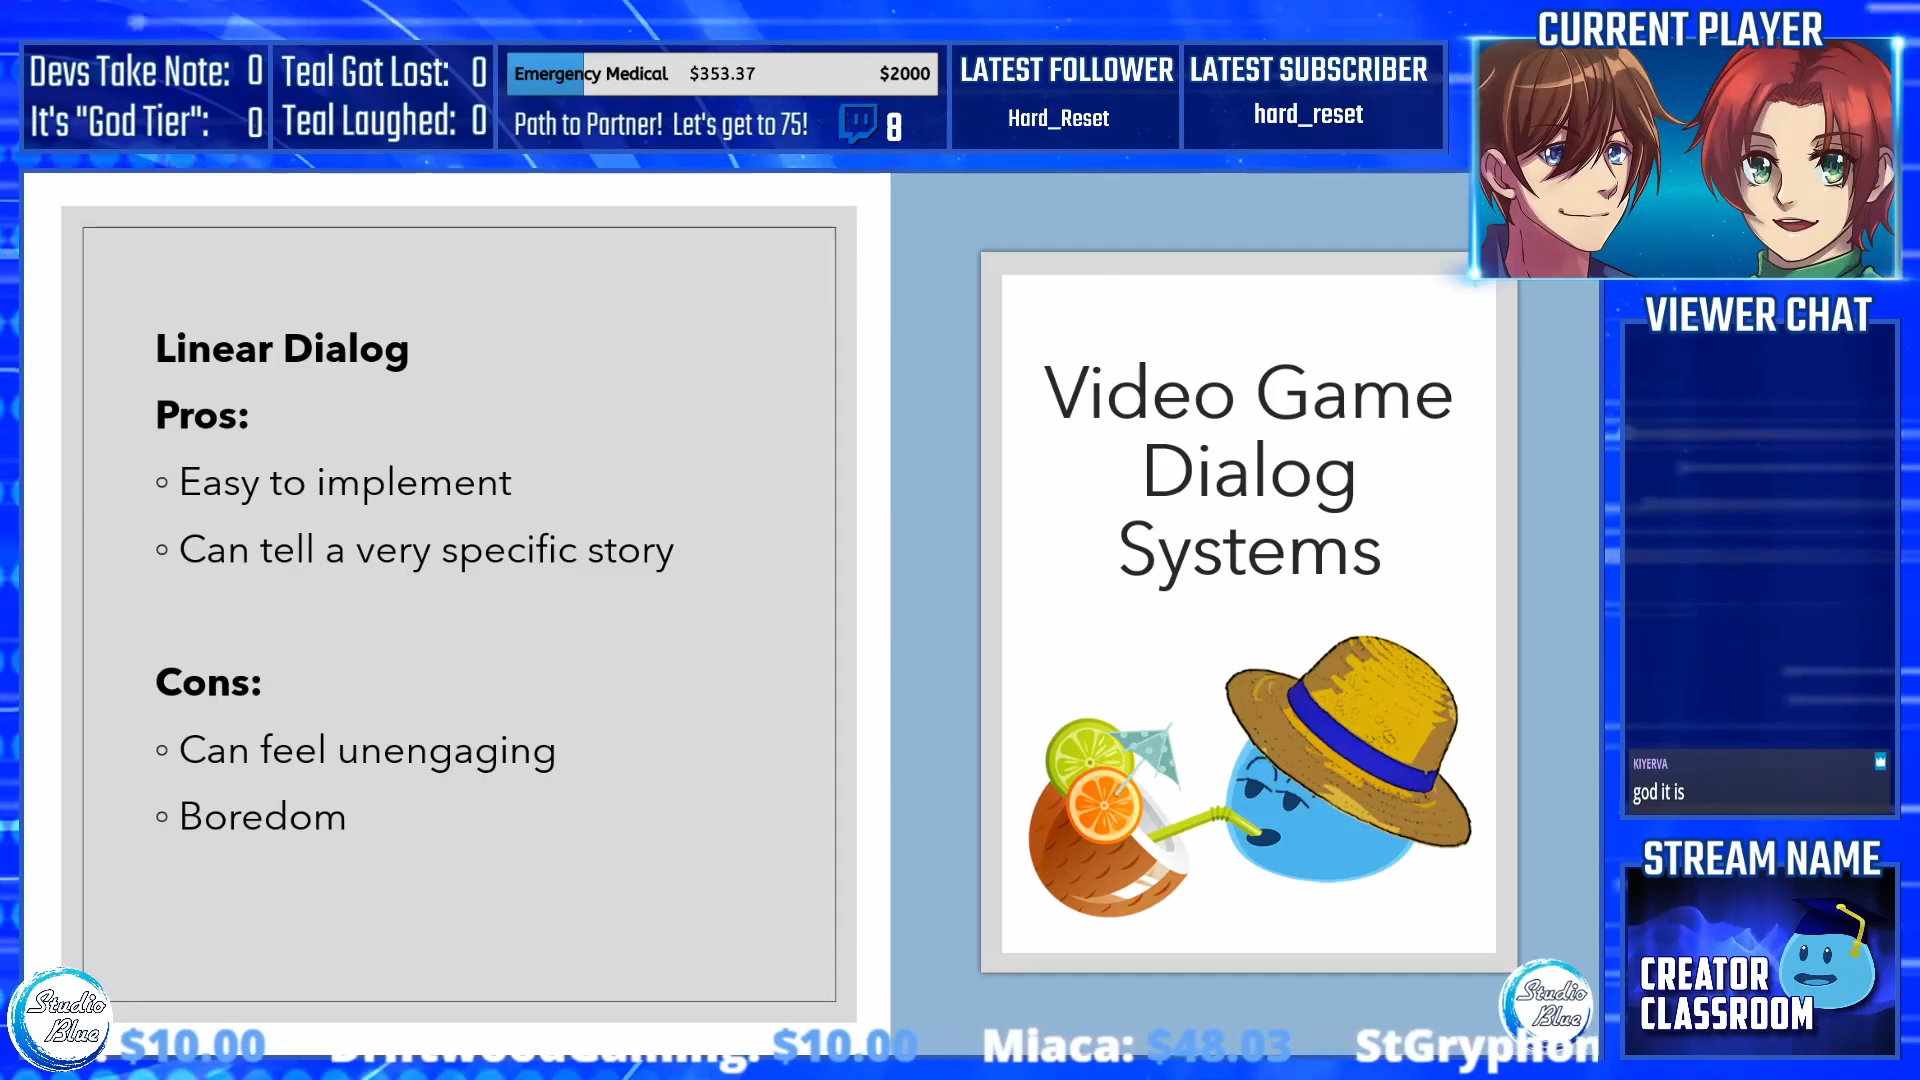 CURRENT PLAYER
Devs Take Note: 0
It's "God Tier": 0
Teal Got Lost: 0
Teal Laughed: 0
Emergency Medical $353.37 $2000
Path to Partner! Let's get to 75! 8
LATEST FOLLOWER
Hard_Reset
LATEST SUBSCRIBER
hard_reset
Linear Dialog
Pros:
Easy to implement
Can tell a very specific story
Cons:
Can feel unengaging
Boredom
Video Game
Dialog
Systems
VIEWER CHAT
KIYERVA
god it is
STREAM NAME
CREATOR
CLASSROOM
Studio
Blue
Studio
Blue
: $10.00 DriftwoodGaming: $10.00 Miaca: $48.03 StGryphon